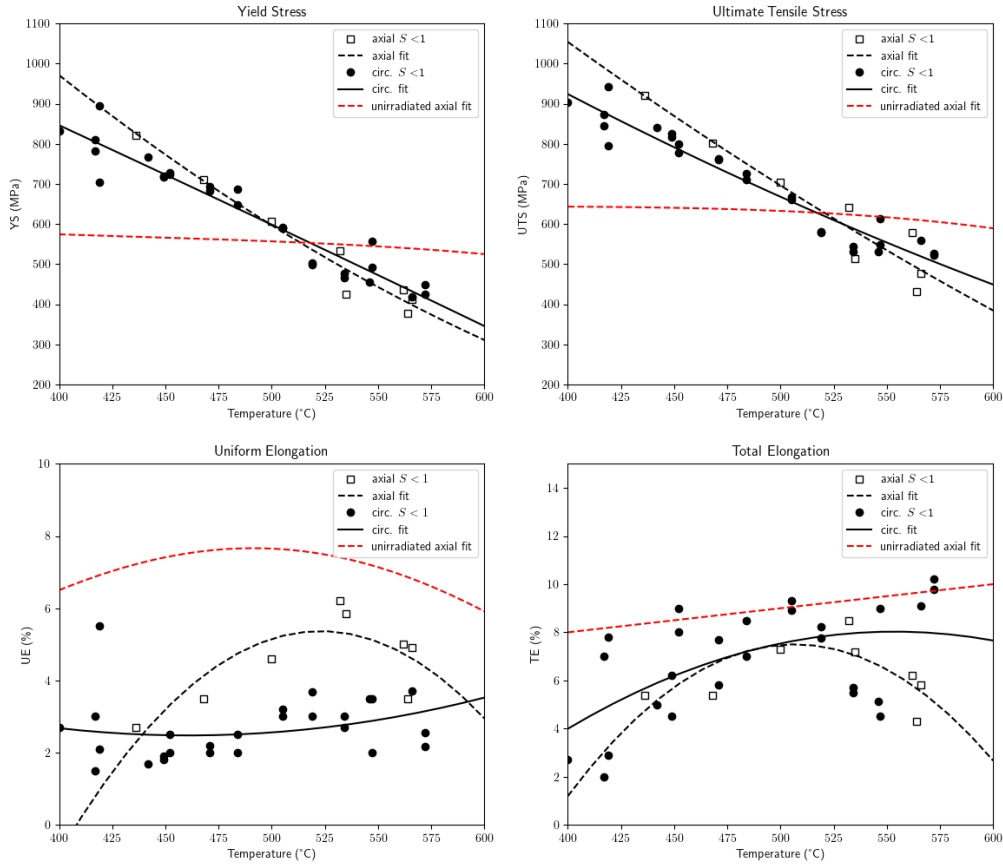 Yield Stress
1100
1000
900
800
700
600
500
400
300
200
YS (MPa)
400
425
450
475
500
525
550
575
600
Temperature (°C)
axial S <1
axial fit
circ. S <1
circ. fit
unirradiated axial fit
Ultimate Tensile Stress
1100
1000
900
800
700
600
500
400
300
200
UTS (MPa)
400
425
450
475
500
525
550
575
600
Temperature (°C)
axial S <1
axial fit
circ. S <1
circ. fit
unirradiated axial fit
Uniform Elongation
10
8
6
4
2
0
UE (%)
400
425
450
475
500
525
550
575
600
Temperature (°C)
axial S < 1
axial fit
circ. S < 1
circ. fit
unirradiated axial fit
Total Elongation
14
12
10
8
6
4
2
0
TE (%)
400
425
450
475
500
525
550
575
600
Temperature (°C)
axial S <1
axial fit
circ. S <1
circ. fit
unirradiated axial fit